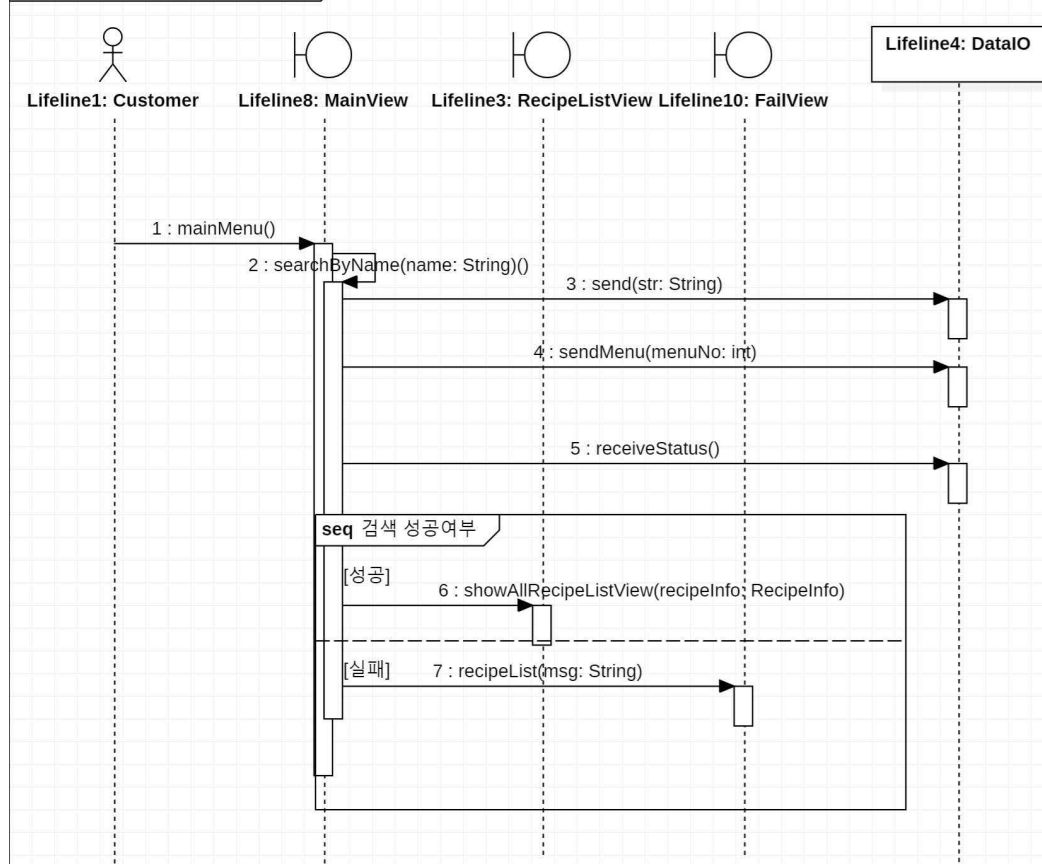 Lifeline4: DataIO
Lifeline1: Customer
Lifeline8: MainView
Lifeline3: RecipeListView
Lifeline10: FailView
1 : mainMenu()
2 : searchByName(name: String)()
3 : send(str: String)
4 : sendMenu(menuNo: int)
5 : receiveStatus()
seq 검색 성공여부
[성공]
6 : showAllRecipeListView(recipeInfo: RecipeInfo)
[실패]
7 : recipeList(msg: String)